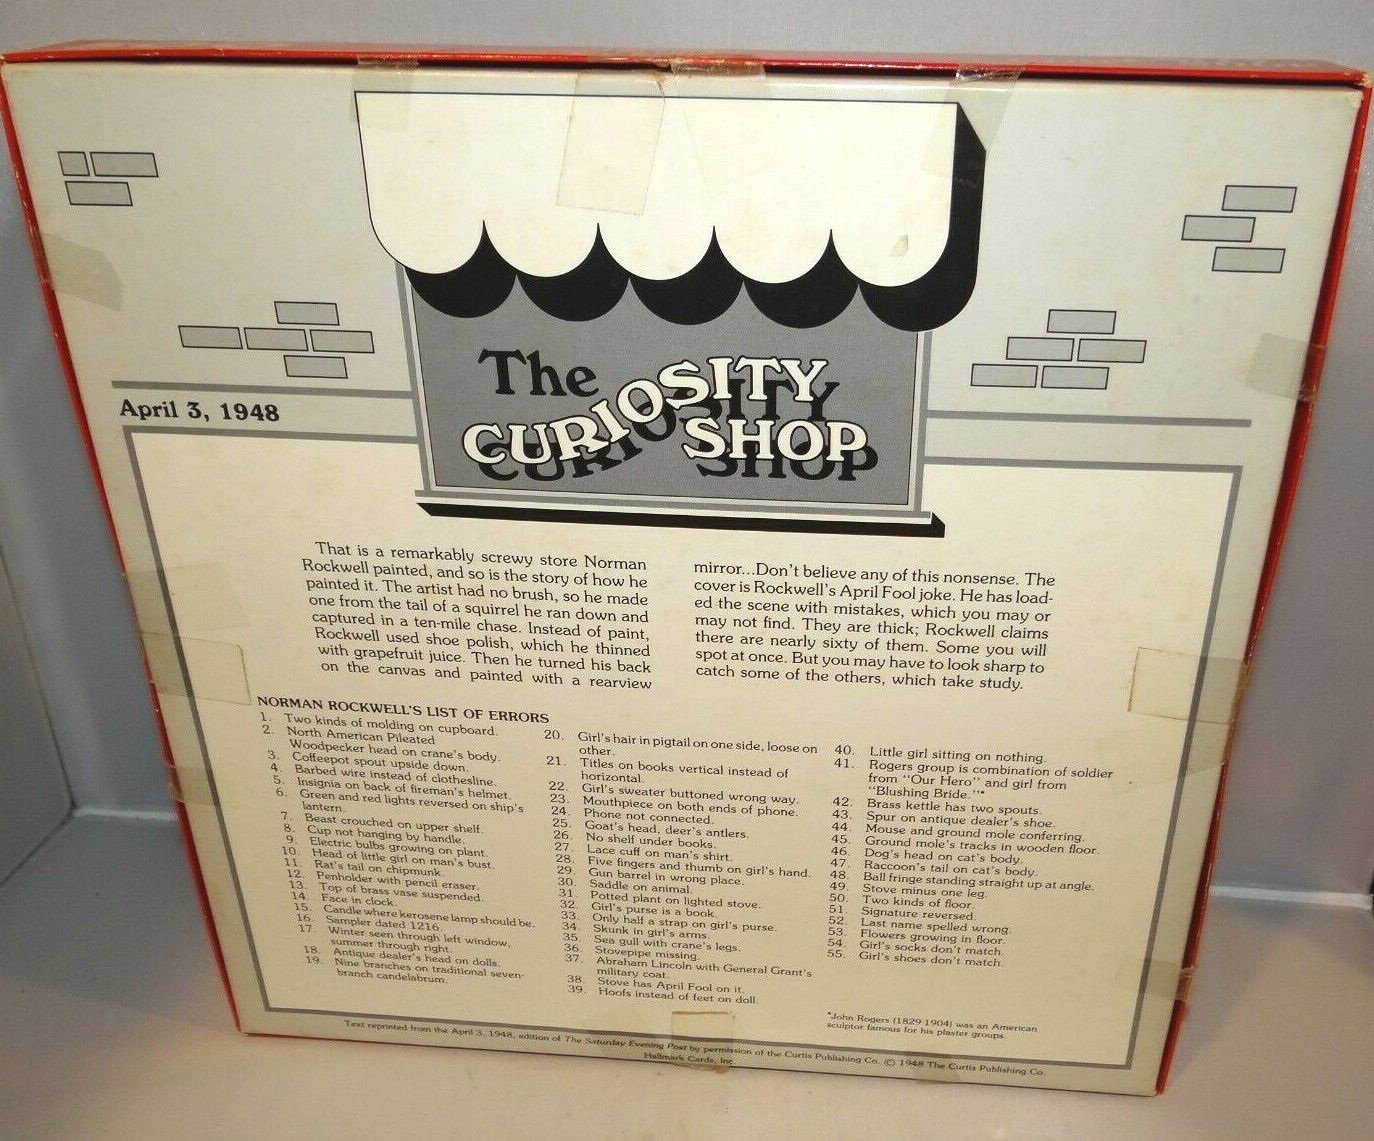 The
CURIOSITY
SHOP
April 3, 1948
That is a remarkably screwy store Norman
Rockwell painted, and so is the story of how he
painted it. The artist had no brush, so he made
one from the tail of a squirrel he ran down and
captured in a ten-mile chase. Instead of paint,
Rockwell used shoe polish, which he thinned
with grapefruit juice. Then he turned his back
on the canvas and painted with a rearview
mirror...Don't believe any of this nonsense. The
cover is Rockwell's April Fool joke. He has load-
ed the scene with mistakes, which you may or
may not find. They are thick; Rockwell claims
there are nearly sixty of them. Some you will
spot at once. But you may have to look sharp to
catch some of the others, which take study.
NORMAN ROCKWELL'S LIST OF ERRORS
1. Two kinds of molding on cupboard.
2. North American Pileated
Woodpecker head on crane's body.
3. Coffeepot spout upside down.
4. Barbed wire instead of clothesline.
5. Insignia on back of fireman's helmet.
6. Green and red lights reversed on ship's
lantern.
7. Beast crouched on upper shelf.
8. Cup not hanging by handle.
9. Electric bulbs growing on plant.
10. Head of little girl on man's bust.
11. Rat's tail on chipmunk.
12. Penholder with pencil eraser.
13. Top of brass vase suspended.
14. Face in clock.
15. Candle where kerosene lamp should be.
16. Sampler dated 1216.
17. Winter seen through left window,
summer through right.
18. Antique dealer's head on dolls.
19. Nine branches on traditional seven-
branch candelabrum.
20. Girl's hair in pigtail on one side, loose on
other.
21. Titles on books vertical instead of
horizontal.
22. Girl's sweater buttoned wrong way.
23. Mouthpiece on both ends of phone.
24. Phone not connected.
25. Goat's head, deer's antlers.
26. No shelf under books.
27. Lace cuff on man's shirt.
28. Five fingers and thumb on girl's hand.
29. Gun barrel in wrong place.
30. Saddle on animal.
31. Potted plant on lighted stove.
32. Girl's purse is a book.
33. Only half a strap on girl's purse.
34. Skunk in girl's arms.
35. Sea gull with crane's legs.
36. Stovepipe missing.
37. Abraham Lincoln with General Grant's
military coat.
38. Stove has April Fool on it.
39. Hoofs instead of feet on doll.
40. Little girl sitting on nothing.
41. Rogers group is combination of soldier
from "Our Hero" and girl from
"Blushing Bride."*
42. Brass kettle has two spouts.
43. Spur on antique dealer's shoe.
44. Mouse and ground mole conferring.
45. Ground mole's tracks in wooden floor.
46. Dog's head on cat's body.
47. Raccoon's tail on cat's body.
48. Ball fringe standing straight up at angle.
49. Stove minus one leg.
50. Two kinds of floor.
51. Signature reversed.
52. Last name spelled wrong.
53. Flowers growing in floor.
54. Girl's socks don't match.
55. Girl's shoes don't match.
*John Rogers (1829-1904) was an American
sculptor famous for his plaster groups.
Text reprinted from the April 3, 1948, edition of The Saturday Evening Post by permission of the Curtis Publishing Co. © 1948 The Curtis Publishing Co.
Hallmark Cards, Inc.